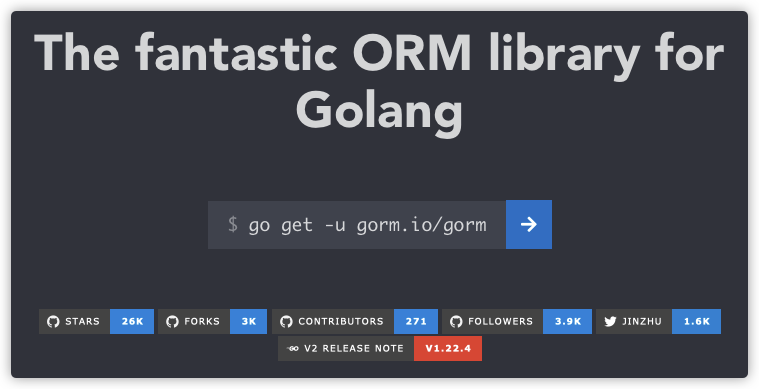 The fantastic ORM library for
Golang
$ go get -u gorm.io/gorm
STARS 26K FORKS 3K CONTRIBUTORS 271 FOLLOWERS 3.9K JINZHU 1.6K
V2 RELEASE NOTE V1.22.4